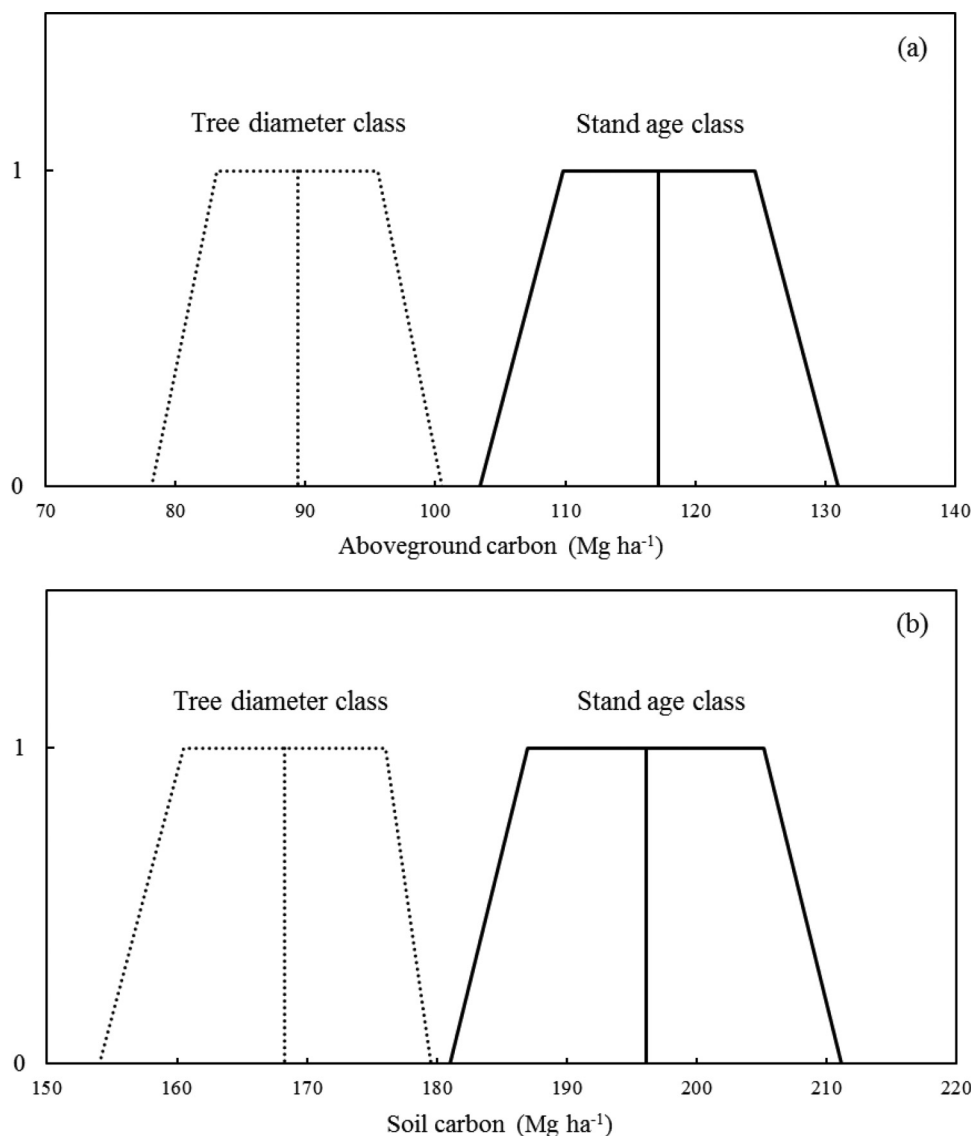 (a)
Tree diameter class Stand age class
1
0
70 80 90 100 110 120 130 140
Aboveground carbon (Mg ha⁻¹)
(b)
Tree diameter class Stand age class
1
0
150 160 170 180 190 200 210 220
Soil carbon (Mg ha⁻¹)